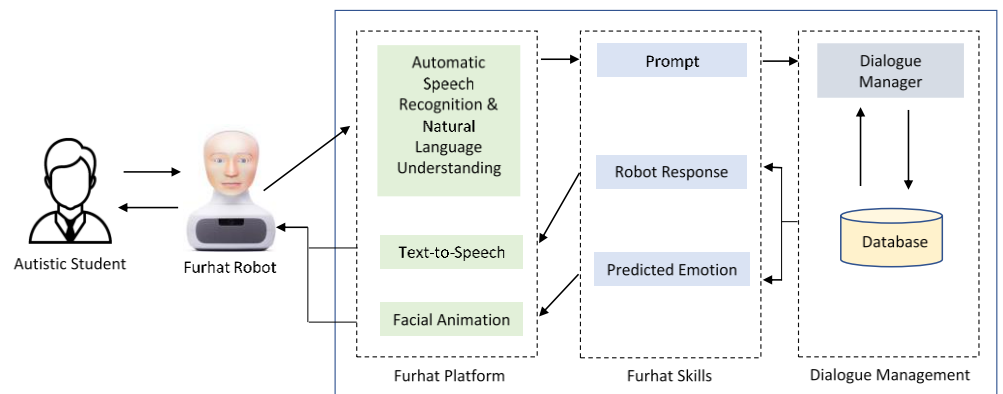 Automatic
Speech
Recognition &
Natural
Language
Understanding
Prompt
Dialogue
Manager
Robot Response
Text-to-Speech
Predicted Emotion
Database
Facial Animation
Autistic Student
Furhat Robot
Furhat Platform
Furhat Skills
Dialogue Management